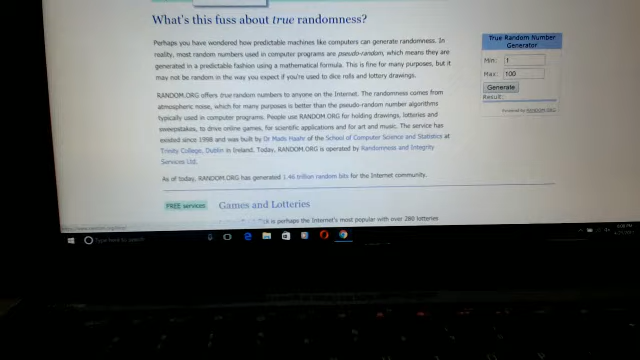 What's this fuss about true randomness?
Perhaps you have wondered how predictable machines like computers can generate randomness. In
reality, most random numbers used in computer programs are pseudo-random, which means they are
generated in a predictable fashion using a mathematical formula. This is fine for many purposes, but it
may not be random in the way you expect if you're used to dice rolls and lottery drawings.
RANDOM.ORG offers true random numbers to anyone on the Internet. The randomness comes from
atmospheric noise, which for many purposes is better than the pseudo-random number algorithms
typically used in computer programs. People use RANDOM.ORG for holding drawings, lotteries and
sweepstakes, to drive online games, for scientific applications and for art and music. The service has
existed since 1998 and was built by Dr Mads Haahr of the School of Computer Science and Statistics at
Trinity College, Dublin in Ireland. Today, RANDOM.ORG is operated by Randomness and Integrity
Services Ltd.
As of today, RANDOM.ORG has generated 1.46 trillion random bits for the Internet community.
FREE services
Games and Lotteries
is perhaps the Internet's most popular with over 280 lotteries
True Random Number
Generator
Min: 1
Max: 100
Generate
Result:
Powered by RANDOM.ORG
Type here to search